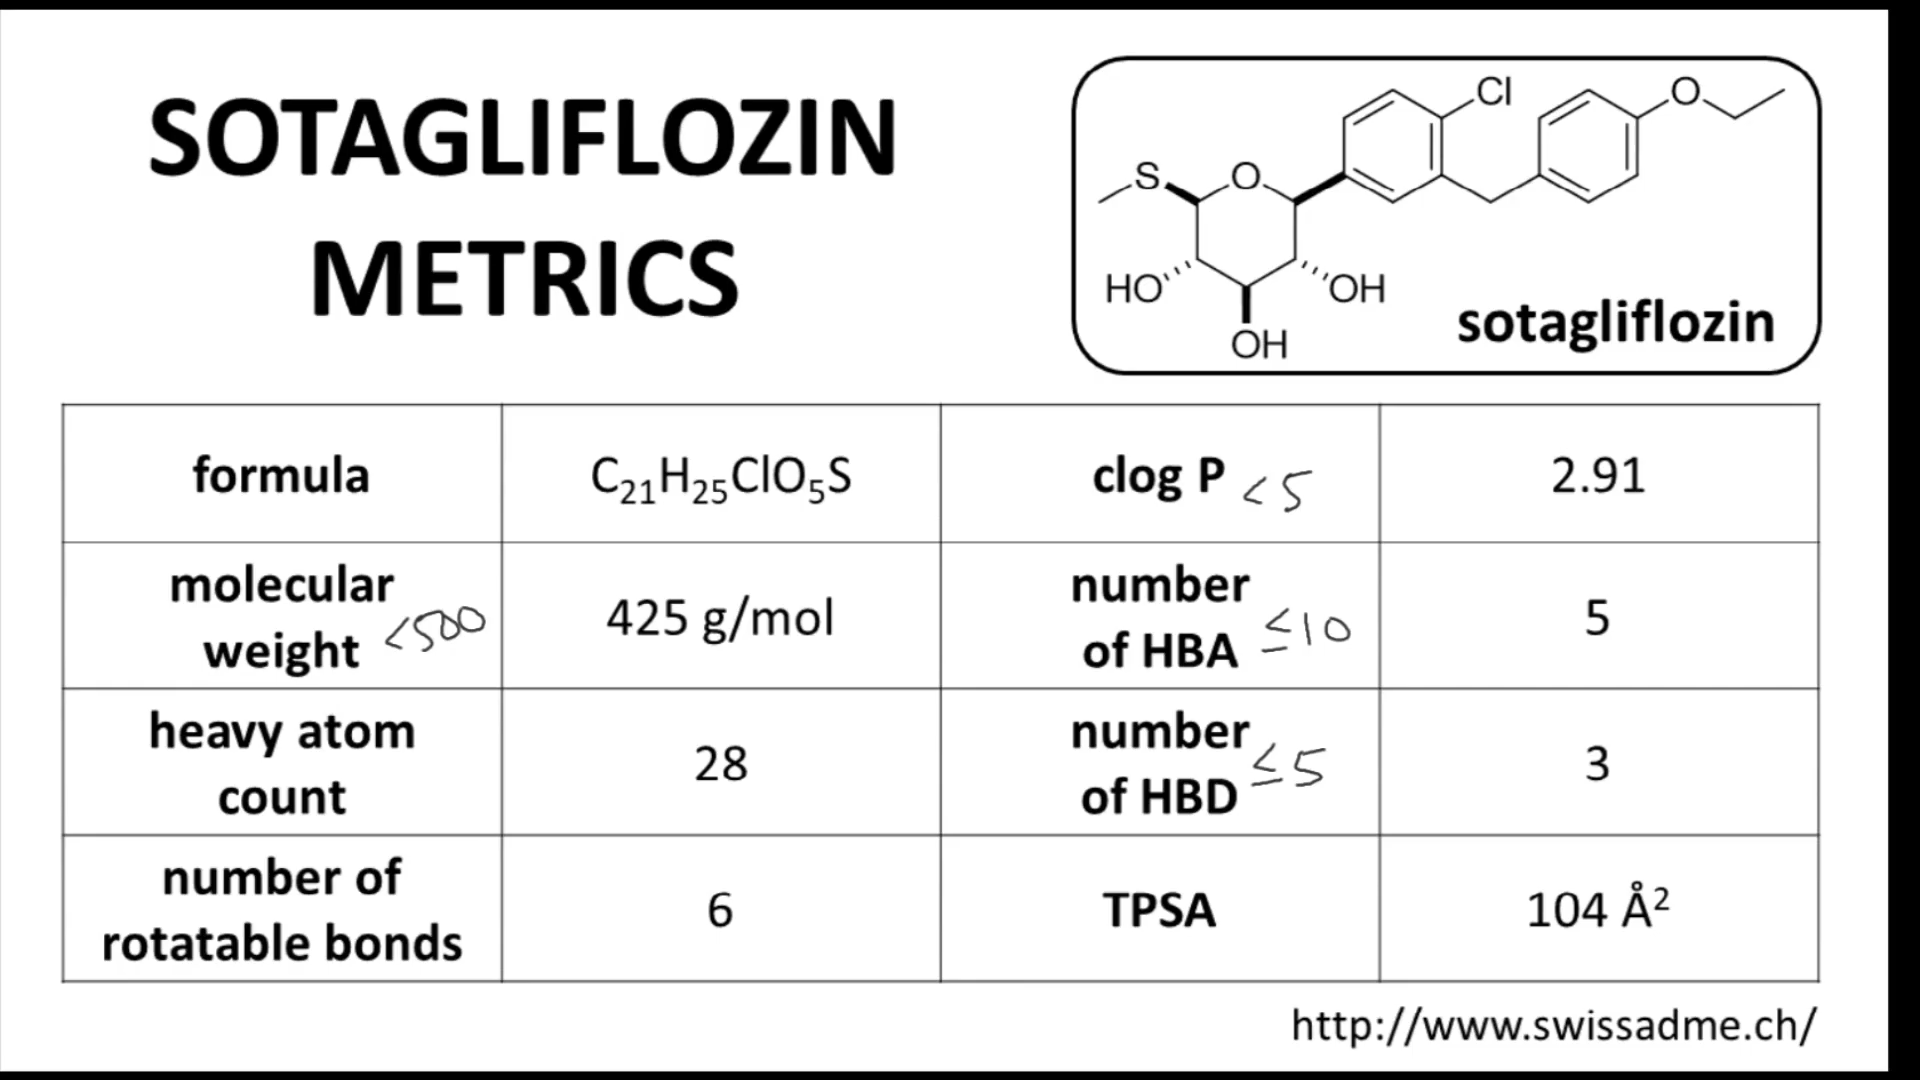 SOTAGLIFLOZIN
METRICS
Cl
O
S
O
HO
OH
OH
sotagliflozin
formula
C₂₁H₂₅ClO₅S
clog P <5
2.91
molecular
weight <500
425 g/mol
number
of HBA ≤10
5
heavy atom
count
28
number
of HBD ≤5
3
number of
rotatable bonds
6
TPSA
104 Å²
http://www.swissadme.ch/